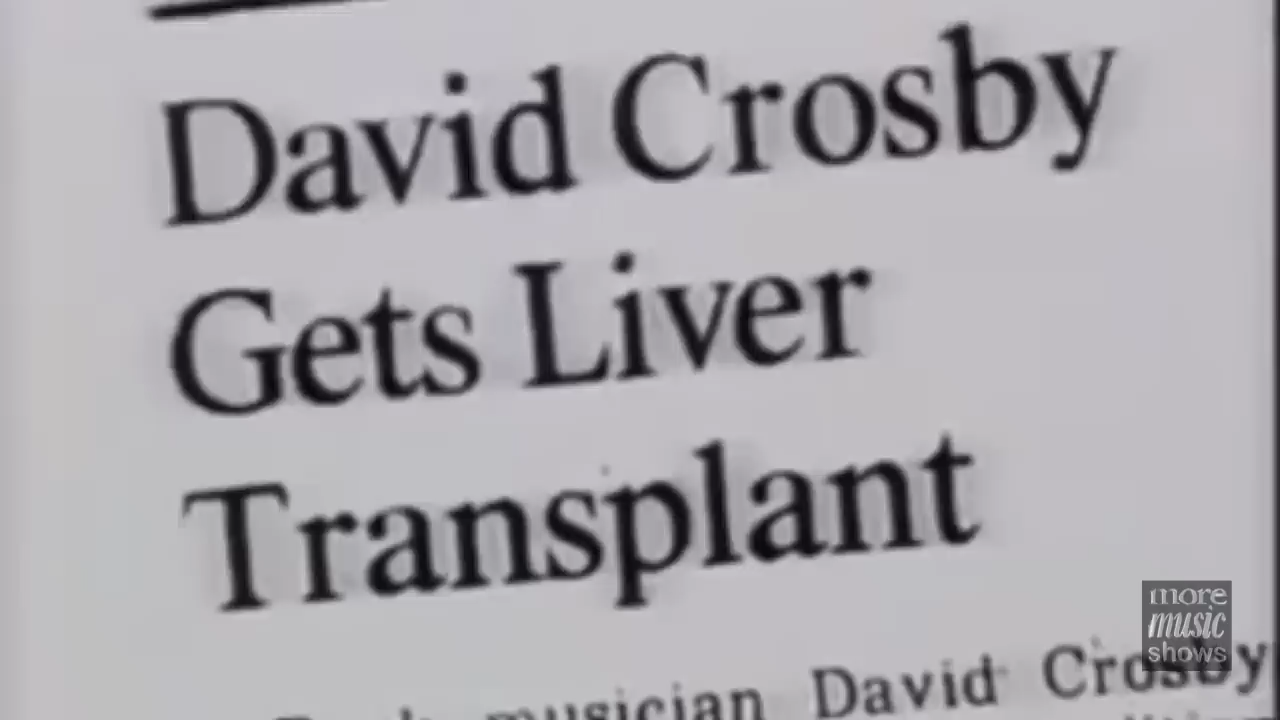 David Crosby
Gets Liver
Transplant
musician David Crosby
more
music
shows